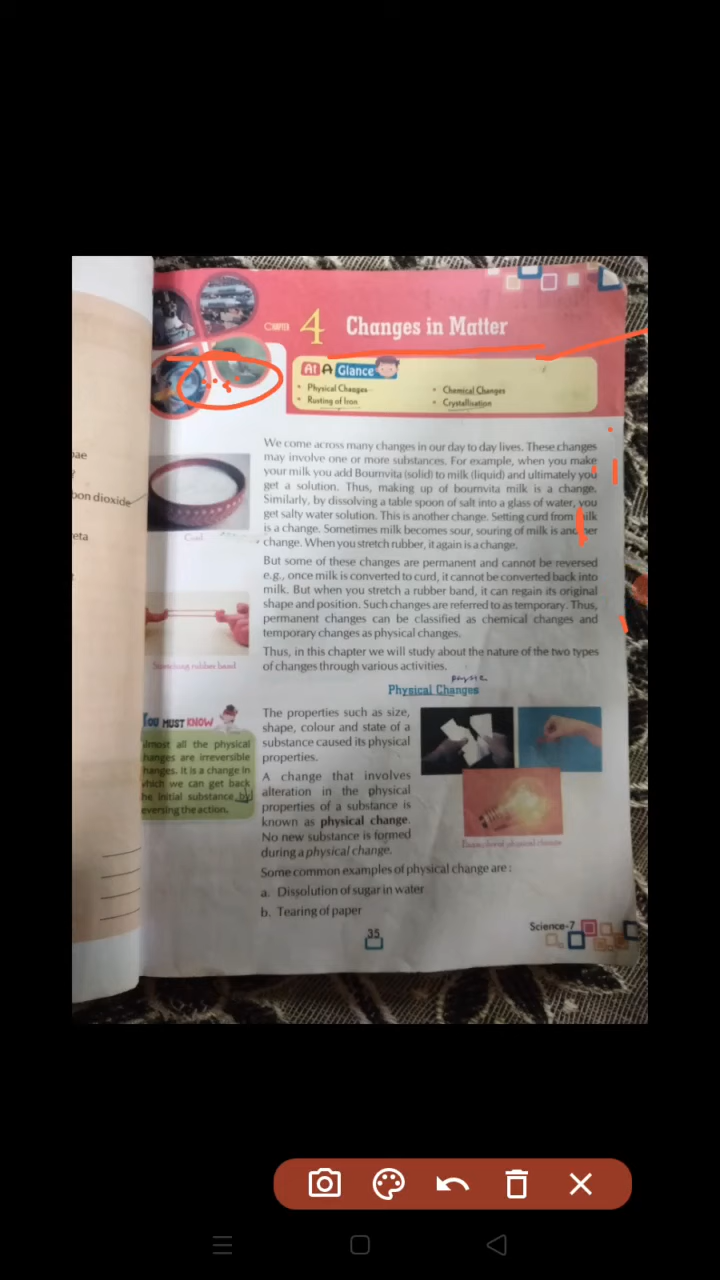 bae
?
bon dioxide
eta
t
CHAPTER 4 Changes in Matter
At A Glance
• Physical Changes
• Chemical Changes
• Rusting of Iron
• Crystallisation
We come across many changes in our day to day lives. These changes
may involve one or more substances. For example, when you make
your milk you add Bournvita (solid) to milk (liquid) and ultimately you
get a solution. Thus, making up of bournvita milk is a change.
Similarly, by dissolving a table spoon of salt into a glass of water, you
get salty water solution. This is another change. Setting curd from milk
is a change. Sometimes milk becomes sour, souring of milk is another
change. When you stretch rubber, it again is a change.
Curd
But some of these changes are permanent and cannot be reversed
e.g., once milk is converted to curd, it cannot be converted back into
milk. But when you stretch a rubber band, it can regain its original
shape and position. Such changes are referred to as temporary. Thus,
permanent changes can be classified as chemical changes and
temporary changes as physical changes.
Stretching rubber band
Thus, in this chapter we will study about the nature of the two types
of changes through various activities.
Physical Changes
YOU MUST KNOW
lmost all the physical
hanges are irreversible
hanges. It is a change in
which we can get back
he initial substance by
eversing the action.
The properties such as size,
shape, colour and state of a
substance caused its physical
properties.
A change that involves
alteration in the physical
properties of a substance is
known as physical change.
No new substance is formed
during a physical change.
Examples of physical change
Some common examples of physical change are :
a. Dissolution of sugar in water
b. Tearing of paper
35
Science-7